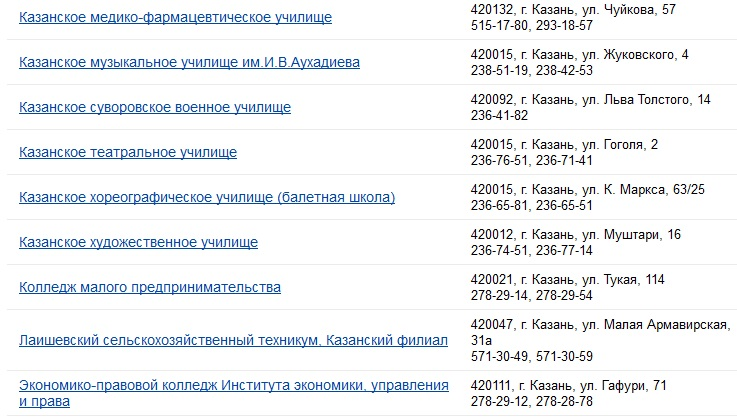 Казанское медико-фармацевтическое училище
420132, г. Казань, ул. Чуйкова, 57
515-17-80, 293-18-57
Казанское музыкальное училище им.И.В.Аухадиева
420015, г. Казань, ул. Жуковского, 4
238-51-19, 238-42-53
Казанское суворовское военное училище
420092, г. Казань, ул. Льва Толстого, 14
236-41-82
Казанское театральное училище
420015, г. Казань, ул. Гоголя, 2
236-76-51, 236-71-41
Казанское хореографическое училище (балетная школа)
420015, г. Казань, ул. К. Маркса, 63/25
236-65-81, 236-65-51
Казанское художественное училище
420012, г. Казань, ул. Муштари, 16
236-74-51, 236-77-14
Колледж малого предпринимательства
420021, г. Казань, ул. Тукая, 114
278-29-14, 278-29-54
Лаишевский сельскохозяйственный техникум, Казанский филиал
420047, г. Казань, ул. Малая Армавирская,
31а
571-30-49, 571-30-59
Экономико-правовой колледж Института экономики, управления
и права
420111, г. Казань, ул. Гафури, 71
278-29-12, 278-28-78